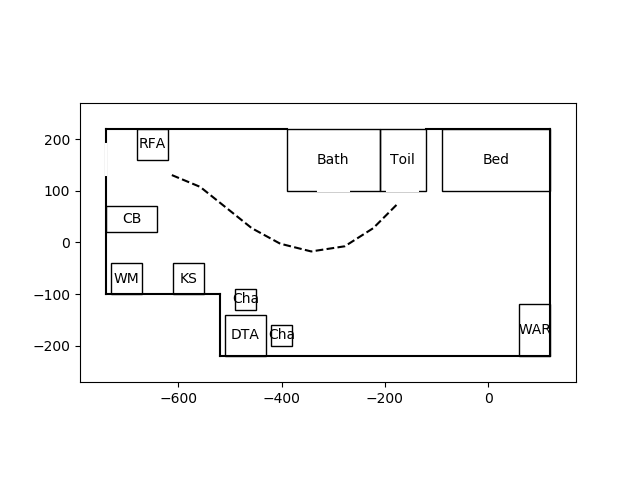 200
100
0
−100
−200
RFA
Bath
Toil
Bed
CB
WM
KS
Cha
DTA
Cha
WAR
−600
−400
−200
0